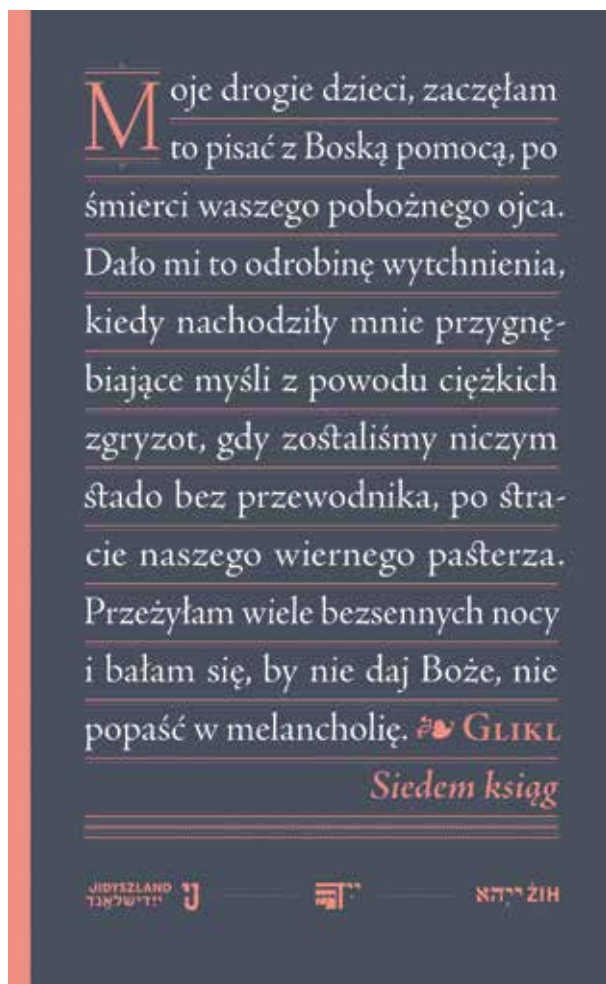 Moje drogie dzieci, zaczęłam
to pisać z Boską pomocą, po
śmierci waszego pobożnego ojca.
Dało mi to odrobinę wytchnienia,
kiedy nachodziły mnie przygnę-
biające myśli z powodu ciężkich
zgryzot, gdy zostaliśmy niczym
stado bez przewodnika, po stra-
cie naszego wiernego pasterza.
Przeżyłam wiele bezsennych nocy
i bałam się, by nie daj Boże, nie
popaść w melancholię. ❧ GLIKL
Siedem ksiąg
JIDYSZLAND
ייִדישלאַנד
ŻIH